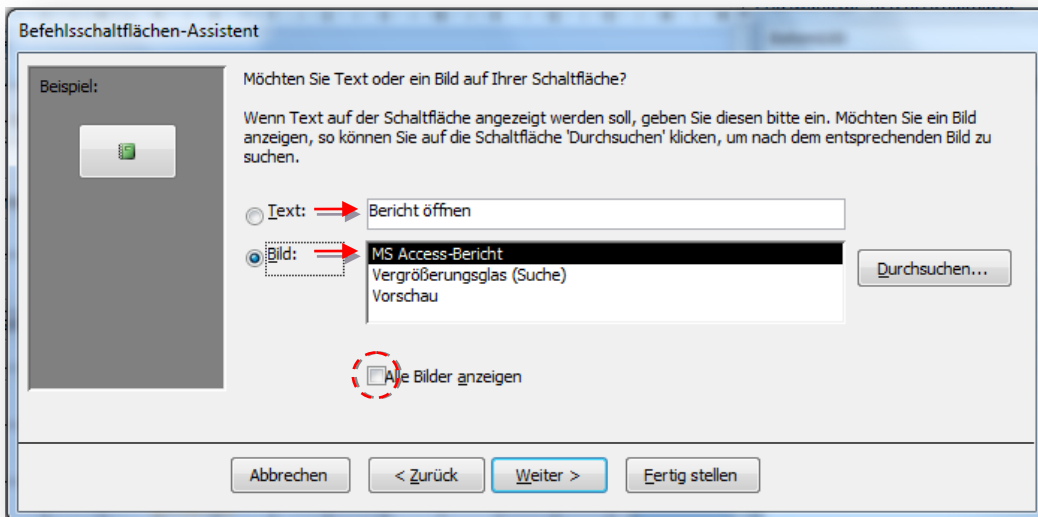 Befehlsschaltflächen-Assistent
Beispiel:
Möchten Sie Text oder ein Bild auf Ihrer Schaltfläche?
Wenn Text auf der Schaltfläche angezeigt werden soll, geben Sie diesen bitte ein. Möchten Sie ein Bild
anzeigen, so können Sie auf die Schaltfläche 'Durchsuchen' klicken, um nach dem entsprechenden Bild zu
suchen.
Text:
Bericht öffnen
Bild:
MS Access-Bericht
Vergrößerungsglas (Suche)
Vorschau
Durchsuchen...
Alle Bilder anzeigen
Abbrechen
< Zurück
Weiter >
Fertig stellen